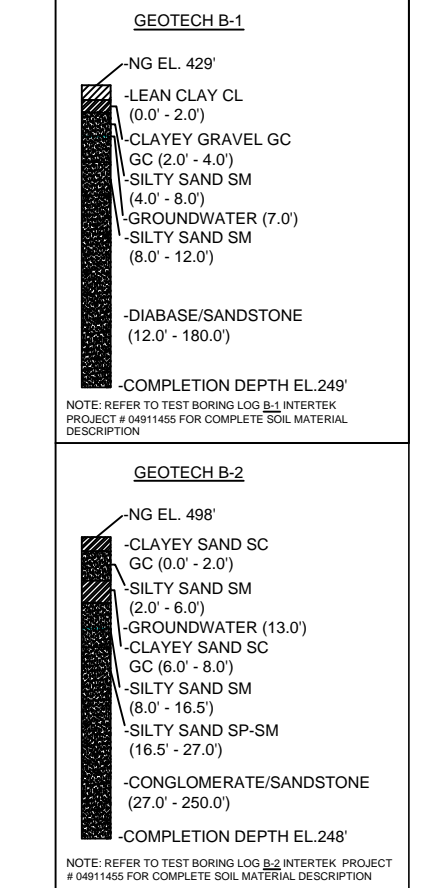 GEOTECH B-1
-NG EL. 429'
-LEAN CLAY CL
(0.0' - 2.0')
-CLAYEY GRAVEL GC
GC (2.0' - 4.0')
-SILTY SAND SM
(4.0' - 8.0')
-GROUNDWATER (7.0')
-SILTY SAND SM
(8.0' - 12.0')
-DIABASE/SANDSTONE
(12.0' - 180.0')
-COMPLETION DEPTH EL.249'
NOTE: REFER TO TEST BORING LOG B-1 INTERTEK
PROJECT # 04911455 FOR COMPLETE SOIL MATERIAL
DESCRIPTION
GEOTECH B-2
-NG EL. 498'
-CLAYEY SAND SC
GC (0.0' - 2.0')
-SILTY SAND SM
(2.0' - 6.0')
-GROUNDWATER (13.0')
-CLAYEY SAND SC
GC (6.0' - 8.0')
-SILTY SAND SM
(8.0' - 16.5')
-SILTY SAND SP-SM
(16.5' - 27.0')
-CONGLOMERATE/SANDSTONE
(27.0' - 250.0')
-COMPLETION DEPTH EL.248'
NOTE: REFER TO TEST BORING LOG B-2 INTERTEK PROJECT
# 04911455 FOR COMPLETE SOIL MATERIAL DESCRIPTION